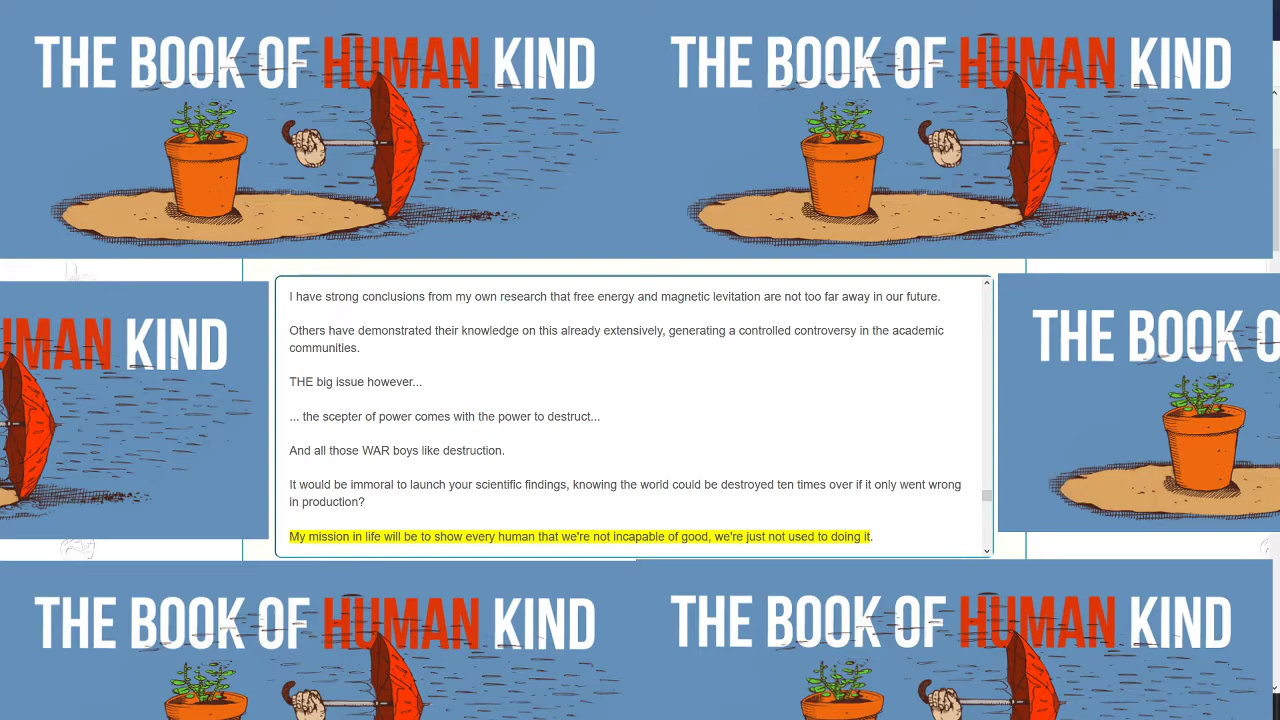 THE BOOK OF HUMAN KIND
THE BOOK OF HUMAN KIND
I have strong conclusions from my own research that free energy and magnetic levitation are not too far away in our future.
Others have demonstrated their knowledge on this already extensively, generating a controlled controversy in the academic
communities.
THE big issue however...
... the scepter of power comes with the power to destruct...
And all those WAR boys like destruction.
It would be immoral to launch your scientific findings, knowing the world could be destroyed ten times over if it only went wrong
in production?
My mission in life will be to show every human that we're not incapable of good, we're just not used to doing it.
UMAN KIND
THE BOOK O
THE BOOK OF HUMAN KIND
THE BOOK OF HUMAN KIND